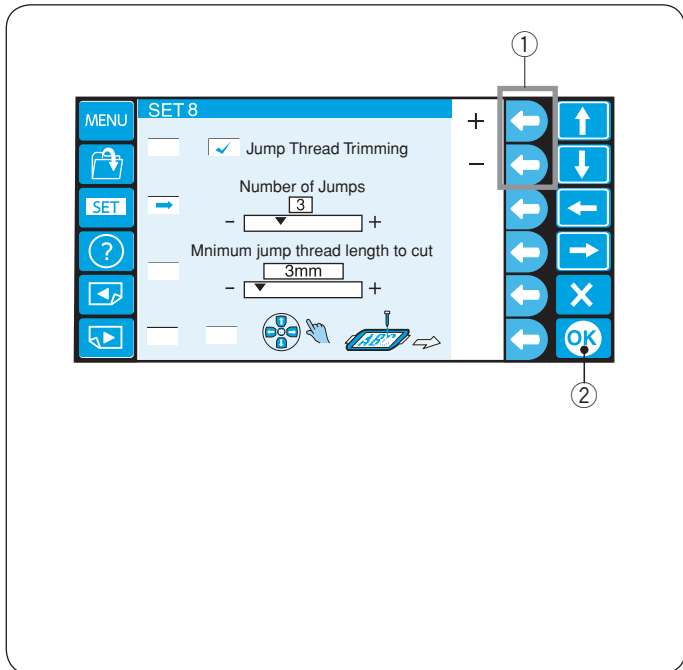 ①
MENU
SET 8
+
Jump Thread Trimming
−
Number of Jumps
SET
3
- +
?
Mnimum jump thread length to cut
3mm
- +
X
ABC
OK
②